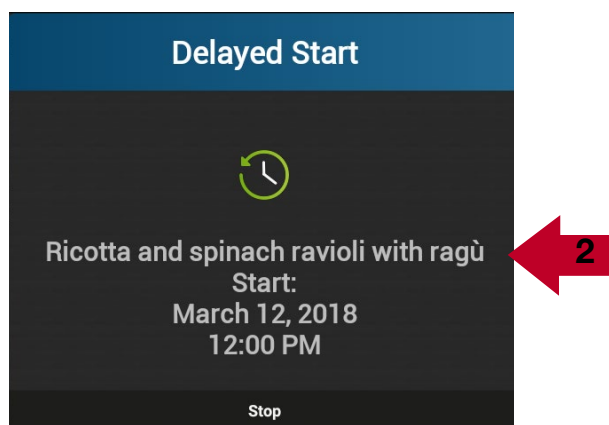 Delayed Start
Ricotta and spinach ravioli with ragù
2
Start:
March 12, 2018
12:00 PM
Stop